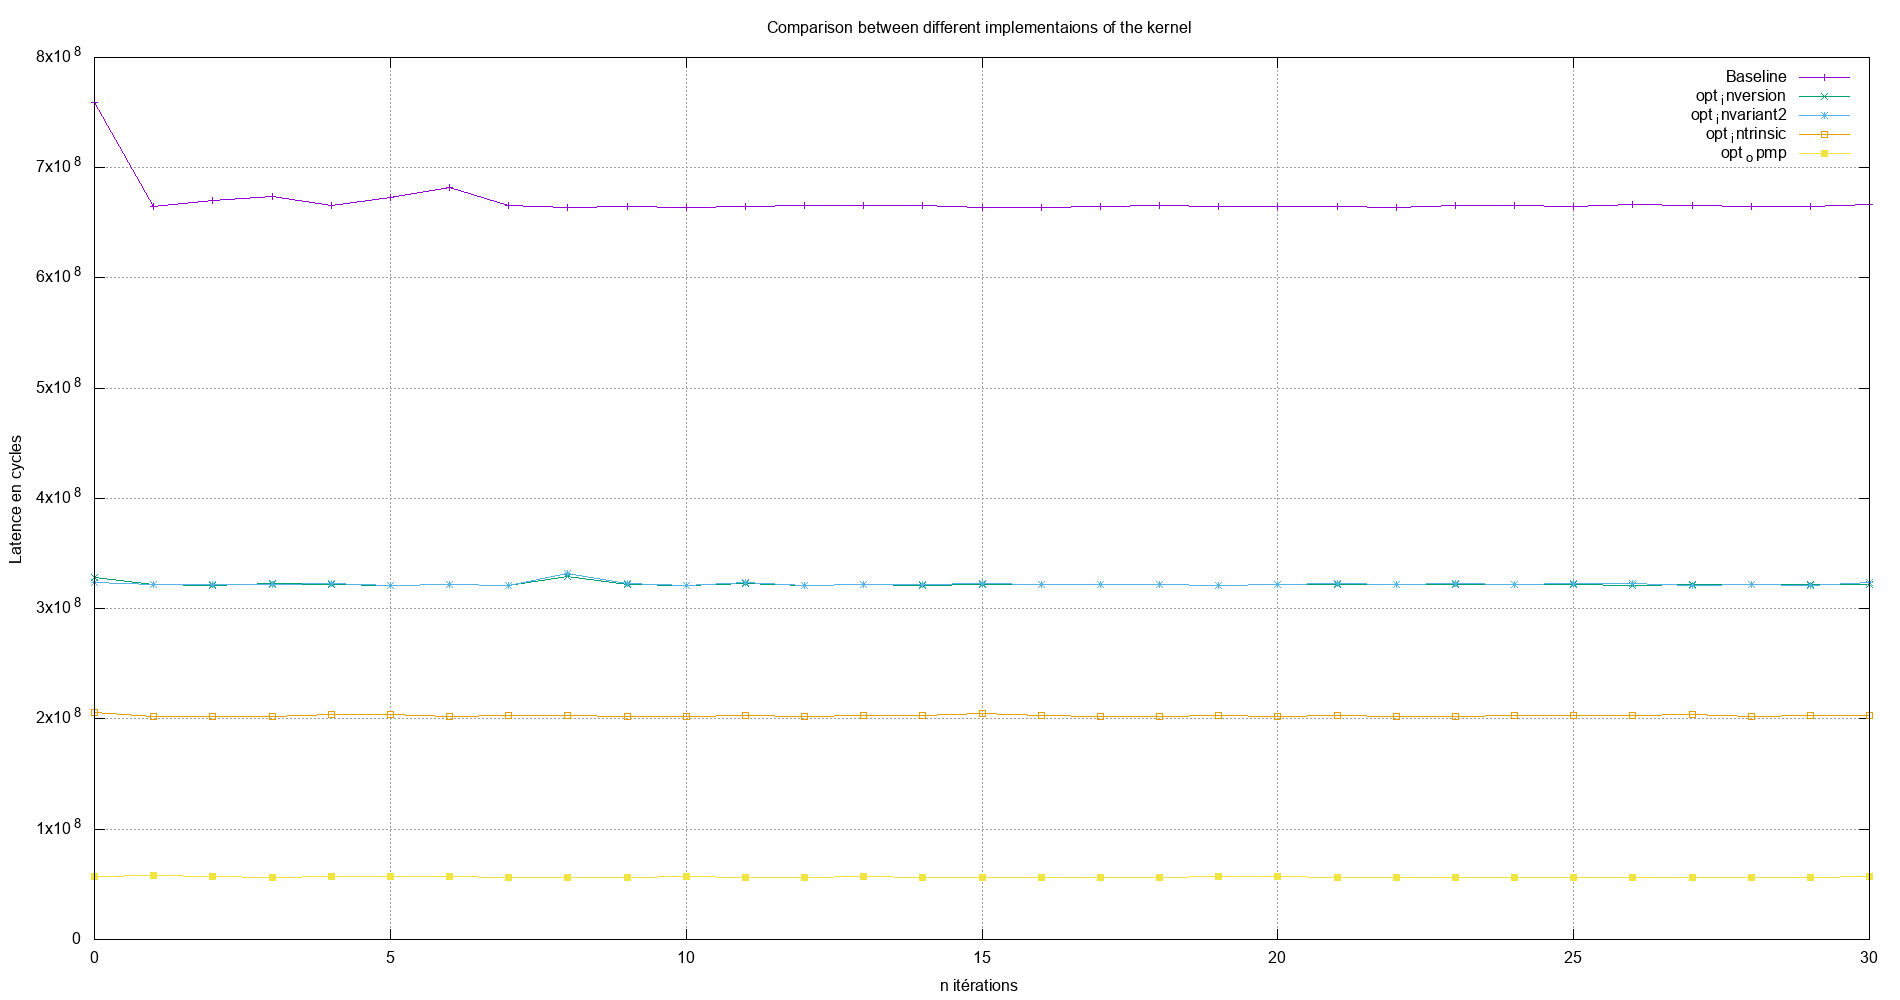 Comparison between different implementaions of the kernel
8x10^8
7x10^8
6x10^8
5x10^8
4x10^8
3x10^8
2x10^8
1x10^8
0
Latence en cycles
Baseline
opt_inversion
opt_invariant2
opt_intrinsic
opt_opmp
0 5 10 15 20 25 30
n itérations